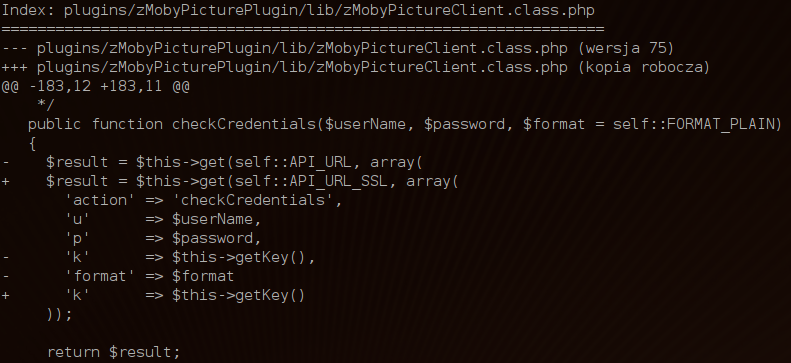 Index: plugins/zMobyPicturePlugin/lib/zMobyPictureClient.class.php
===================================================================
--- plugins/zMobyPicturePlugin/lib/zMobyPictureClient.class.php (wersja 75)
+++ plugins/zMobyPicturePlugin/lib/zMobyPictureClient.class.php (kopia robocza)
@@ -183,12 +183,11 @@
    */
   public function checkCredentials($userName, $password, $format = self::FORMAT_PLAIN)
   {
-    $result = $this->get(self::API_URL, array(
+    $result = $this->get(self::API_URL_SSL, array(
       'action' => 'checkCredentials',
       'u'      => $userName,
       'p'      => $password,
-      'k'      => $this->getKey(),
-      'format' => $format
+      'k'      => $this->getKey()
     ));

     return $result;